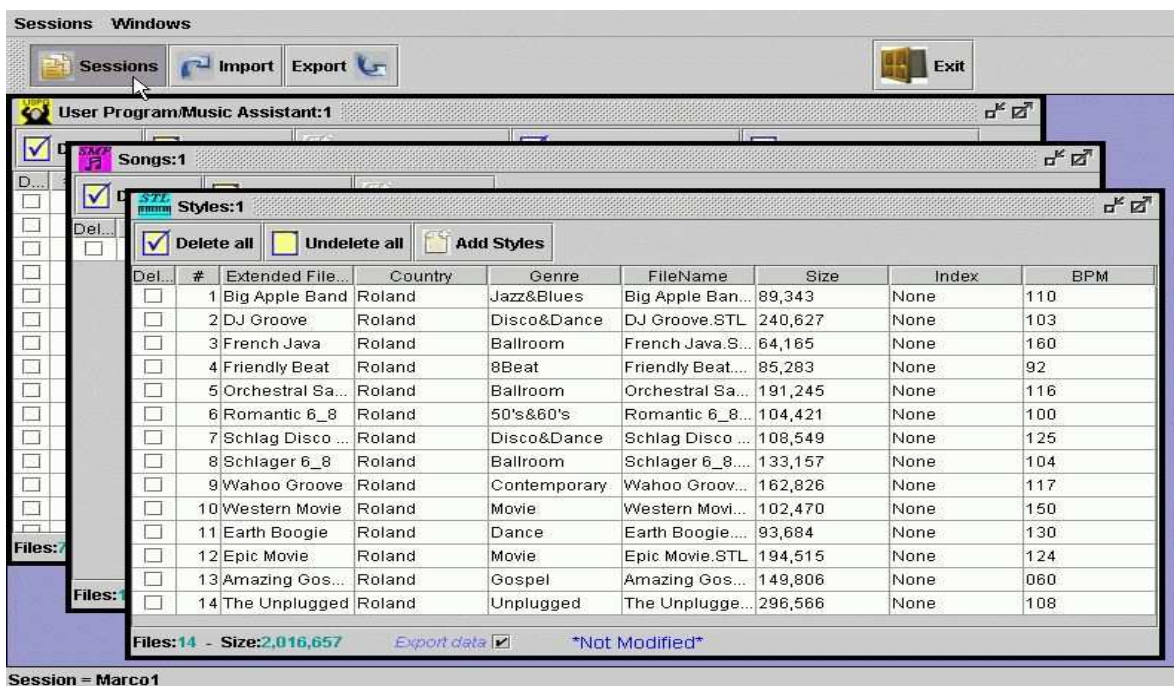 Sessions Windows
Sessions Import Export Exit
User Program/Music Assistant:1
D...
Songs:1
Del...
Styles:1
Delete all Undelete all Add Styles
Del... # Extended File... Country Genre FileName Size Index BPM
1 Big Apple Band Roland Jazz&Blues Big Apple Ban... 89,343 None 110
2 DJ Groove Roland Disco&Dance DJ Groove.STL 240,627 None 103
3 French Java Roland Ballroom French Java.S... 64,165 None 160
4 Friendly Beat Roland 8Beat Friendly Beat.... 85,283 None 92
5 Orchestral Sa... Roland Ballroom Orchestral Sa... 191,245 None 116
6 Romantic 6_8 Roland 50's&60's Romantic 6_8... 104,421 None 100
7 Schlag Disco ... Roland Disco&Dance Schlag Disco ... 108,549 None 125
8 Schlager 6_8 Roland Ballroom Schlager 6_8.... 133,157 None 104
9 Wahoo Groove Roland Contemporary Wahoo Groov... 162,826 None 117
10 Western Movie Roland Movie Western Movi... 102,470 None 150
11 Earth Boogie Roland Dance Earth Boogie.... 93,684 None 130
12 Epic Movie Roland Movie Epic Movie.STL 194,515 None 124
13 Amazing Gos... Roland Gospel Amazing Gos... 149,806 None 060
14 The Unplugged Roland Unplugged The Unplugge... 296,566 None 108
Files:14 - Size:2,016,657 Export data *Not Modified*
Files:7
Files:1
Session = Marco1